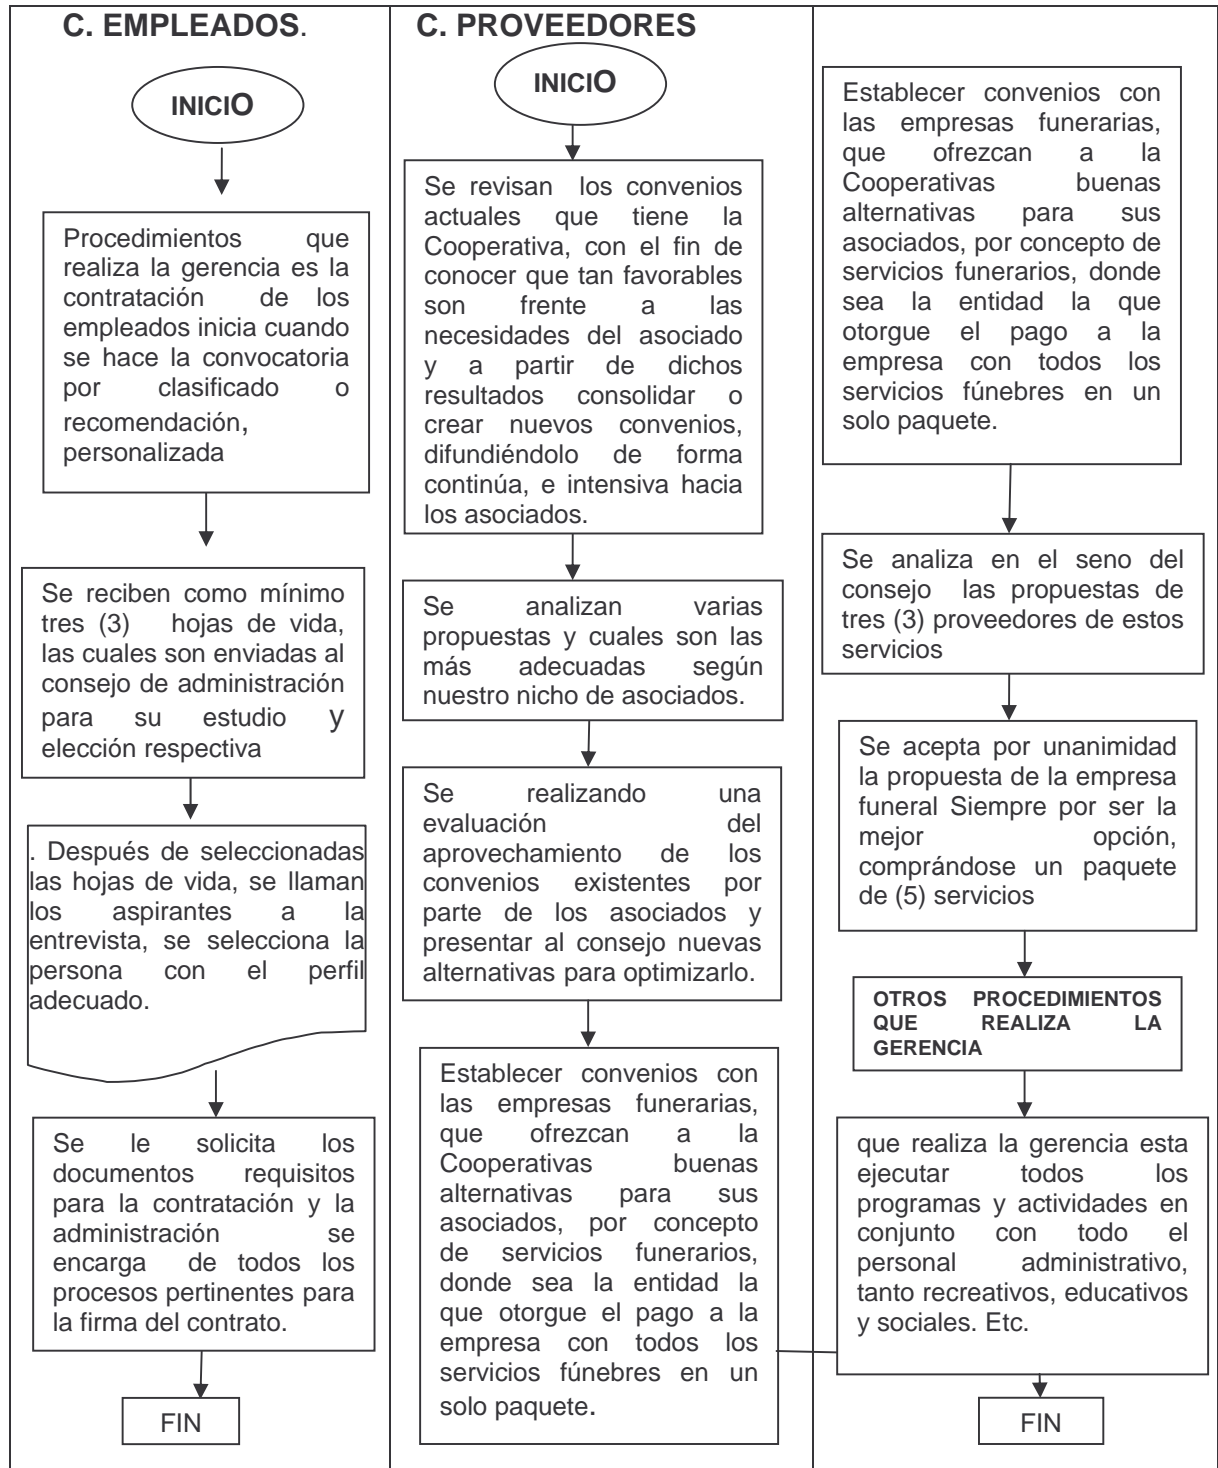 C. EMPLEADOS.
INICIO
Procedimientos que
realiza la gerencia es la
contratación de los
empleados inicia cuando
se hace la convocatoria
por clasificado o
recomendación,
personalizada
Se reciben como mínimo
tres (3) hojas de vida,
las cuales son enviadas al
consejo de administración
para su estudio y
elección respectiva
. Después de seleccionadas
las hojas de vida, se llaman
los aspirantes a la
entrevista, se selecciona la
persona con el perfil
adecuado.
Se le solicita los
documentos requisitos
para la contratación y la
administración se
encarga de todos los
procesos pertinentes para
la firma del contrato.
FIN
C. PROVEEDORES
INICIO
Se revisan los convenios
actuales que tiene la
Cooperativa, con el fin de
conocer que tan favorables
son frente a las
necesidades del asociado
y a partir de dichos
resultados consolidar o
crear nuevos convenios,
difundiéndolo de forma
continúa, e intensiva hacia
los asociados.
Se analizan varias
propuestas y cuales son las
más adecuadas según
nuestro nicho de asociados.
Se realizando una
evaluación del
aprovechamiento de los
convenios existentes por
parte de los asociados y
presentar al consejo nuevas
alternativas para optimizarlo.
Establecer convenios con
las empresas funerarias,
que ofrezcan a la
Cooperativas buenas
alternativas para sus
asociados, por concepto
de servicios funerarios,
donde sea la entidad la
que otorgue el pago a la
empresa con todos los
servicios fúnebres en un
solo paquete.
Establecer convenios con
las empresas funerarias,
que ofrezcan a la
Cooperativas buenas
alternativas para sus
asociados, por concepto de
servicios funerarios, donde
sea la entidad la que
otorgue el pago a la
empresa con todos los
servicios fúnebres en un
solo paquete.
Se analiza en el seno del
consejo las propuestas de
tres (3) proveedores de estos
servicios
Se acepta por unanimidad
la propuesta de la empresa
funeral Siempre por ser la
mejor opción,
comprándose un paquete
de (5) servicios
OTROS PROCEDIMIENTOS
QUE REALIZA LA
GERENCIA
que realiza la gerencia esta
ejecutar todos los
programas y actividades en
conjunto con todo el
personal administrativo,
tanto recreativos, educativos
y sociales. Etc.
FIN